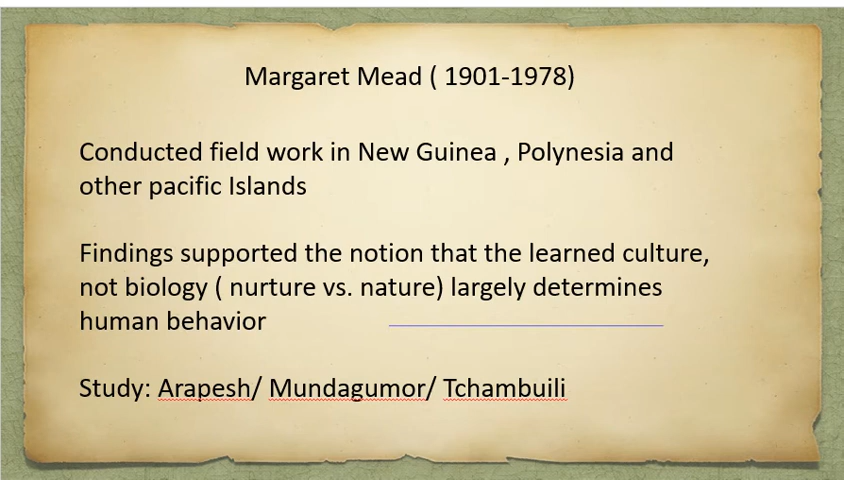 Margaret Mead ( 1901-1978)
Conducted field work in New Guinea , Polynesia and
other pacific Islands
Findings supported the notion that the learned culture,
not biology ( nurture vs. nature) largely determines
human behavior
Study: Arapesh/ Mundagumor/ Tchambuili